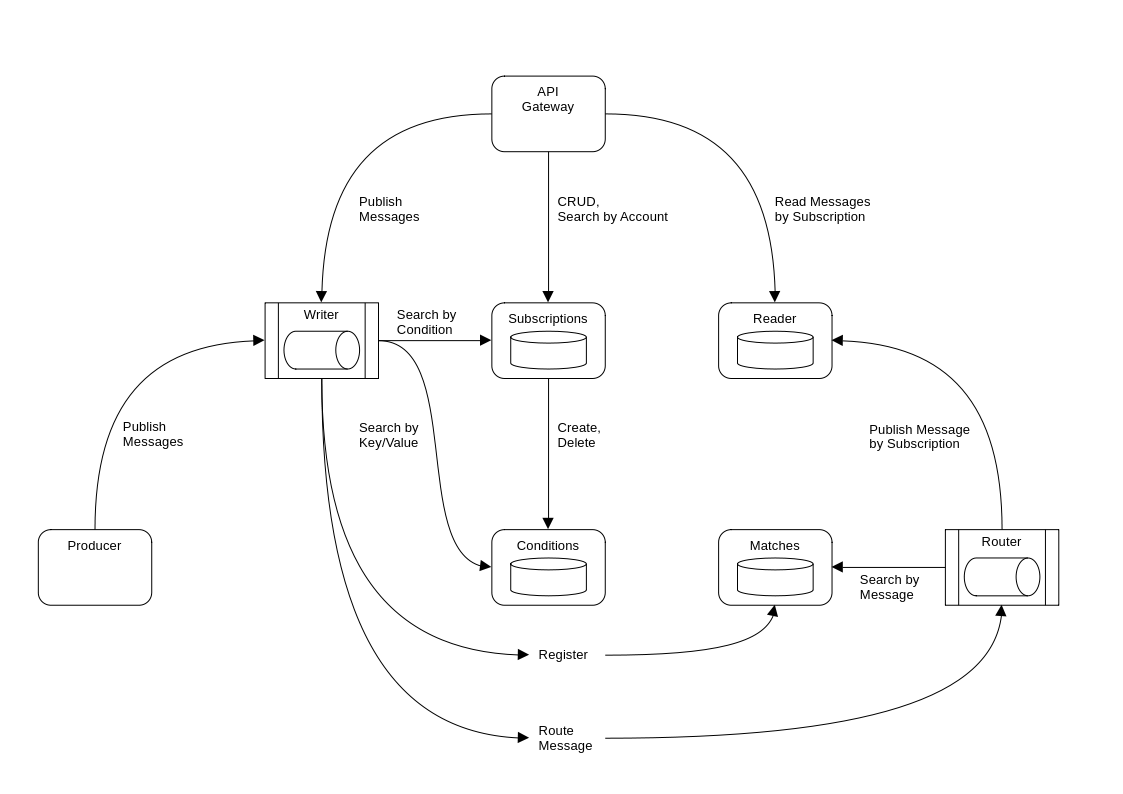 API
Gateway
Publish
Messages
CRUD,
Search by Account
Read Messages
by Subscription
Writer
Search by
Condition
Subscriptions
Reader
Publish
Messages
Search by
Key/Value
Create,
Delete
Publish Message
by Subscription
Producer
Conditions
Matches
Router
Search by
Message
Register
Route
Message